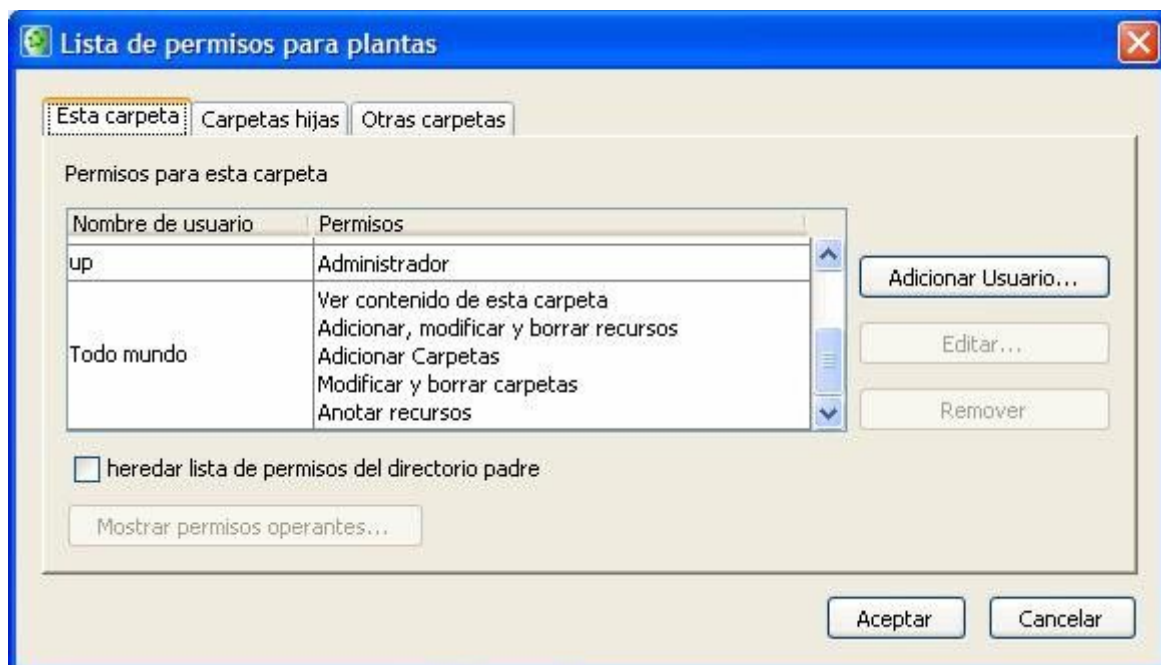 Lista de permisos para plantas
Esta carpeta Carpetas hijas Otras carpetas
Permisos para esta carpeta
Nombre de usuario Permisos
up Administrador
Ver contenido de esta carpeta
Adicionar, modificar y borrar recursos
Todo mundo Adicionar Carpetas
Modificar y borrar carpetas
Anotar recursos
Adicionar Usuario...
Editar...
Remover
heredar lista de permisos del directorio padre
Mostrar permisos operantes...
Aceptar Cancelar